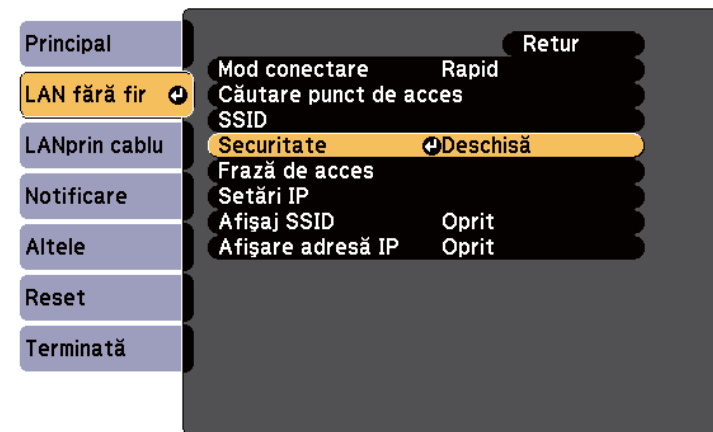 Principal
LAN fără fir
LANprin cablu
Notificare
Altele
Reset
Terminată
Retur
Mod conectare Rapid
Căutare punct de acces
SSID
Securitate Deschisă
Frază de acces
Setări IP
Afişaj SSID Oprit
Afişare adresă IP Oprit